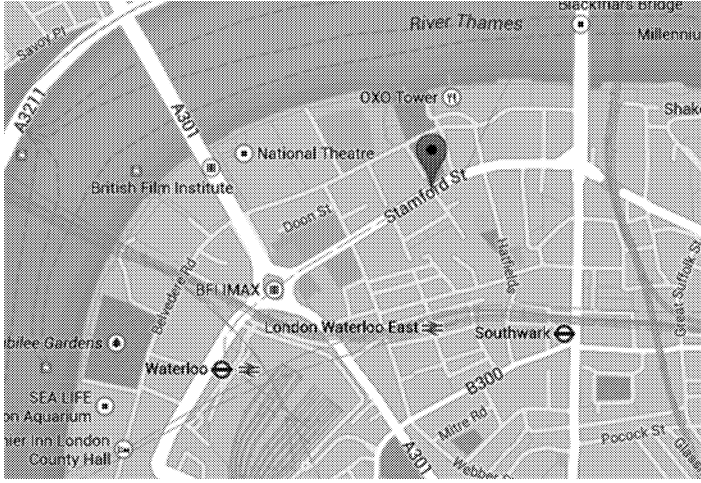 Blackfriars Bridge
River Thames
Savoy Pl
Millenniu
A3211
OXO Tower
Shake
A301
National Theatre
British Film Institute
Stamford St
Doon St
Hatfields
Belvedere Rd
Great Suffolk St
BFI IMAX
London Waterloo East
Southwark
ubilee Gardens
Waterloo
B300
SEA LIFE
on Aquarium
Mitre Rd
Pocock St
nier Inn London
County Hall
A301
Webber S
Glass